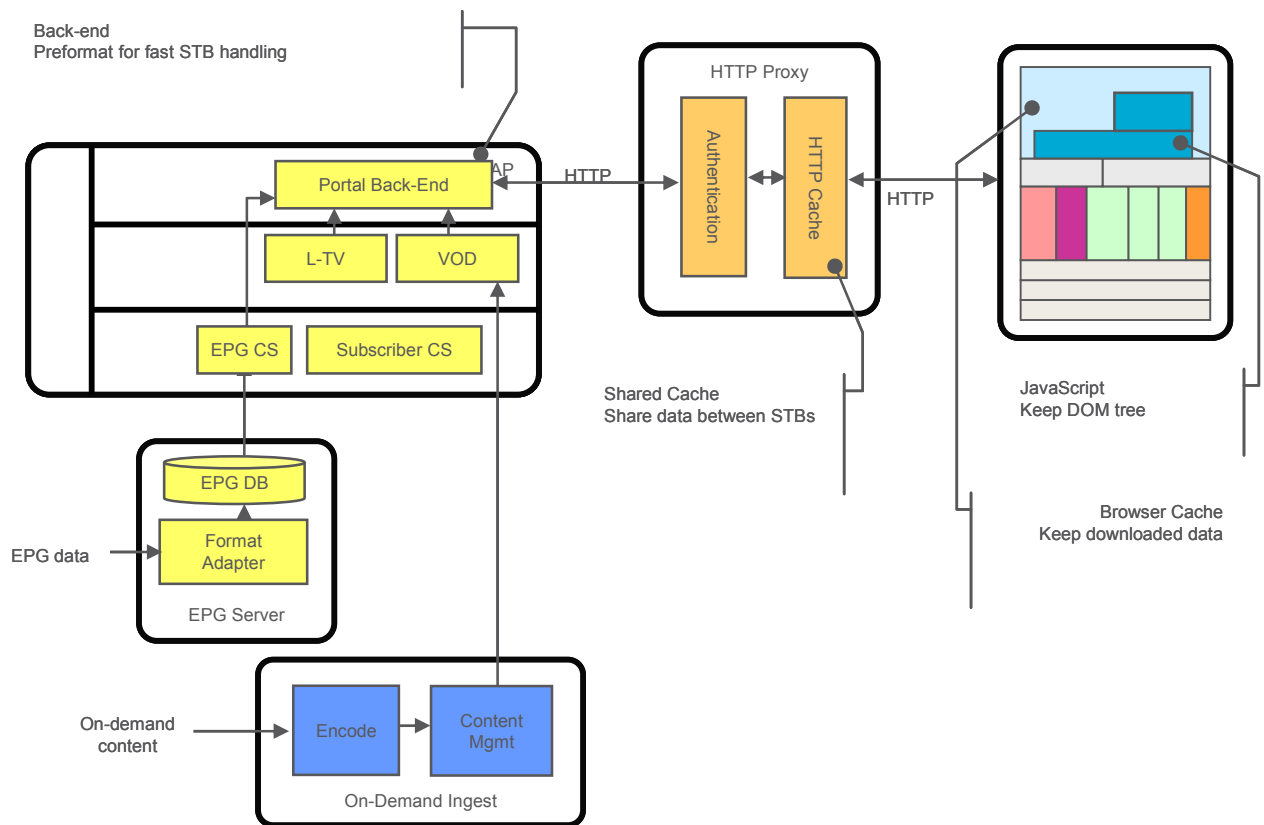 Back-end
Preformat for fast STB handling
HTTP Proxy
Authentication
HTTP Cache
AP
Portal Back-End
HTTP
HTTP
L-TV
VOD
EPG CS
Subscriber CS
Shared Cache
Share data between STBs
JavaScript
Keep DOM tree
EPG DB
Format
Adapter
EPG data
EPG Server
Browser Cache
Keep downloaded data
On-demand
content
Encode
Content
Mgmt
On-Demand Ingest